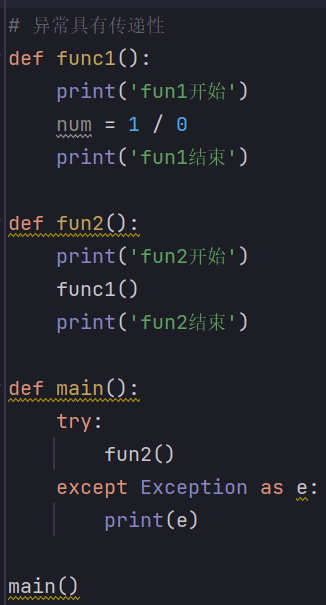 # 异常具有传递性
def func1():
    print('fun1开始')
    num = 1 / 0
    print('fun1结束')

def fun2():
    print('fun2开始')
    func1()
    print('fun2结束')

def main():
    try:
        fun2()
    except Exception as e:
        print(e)

main()